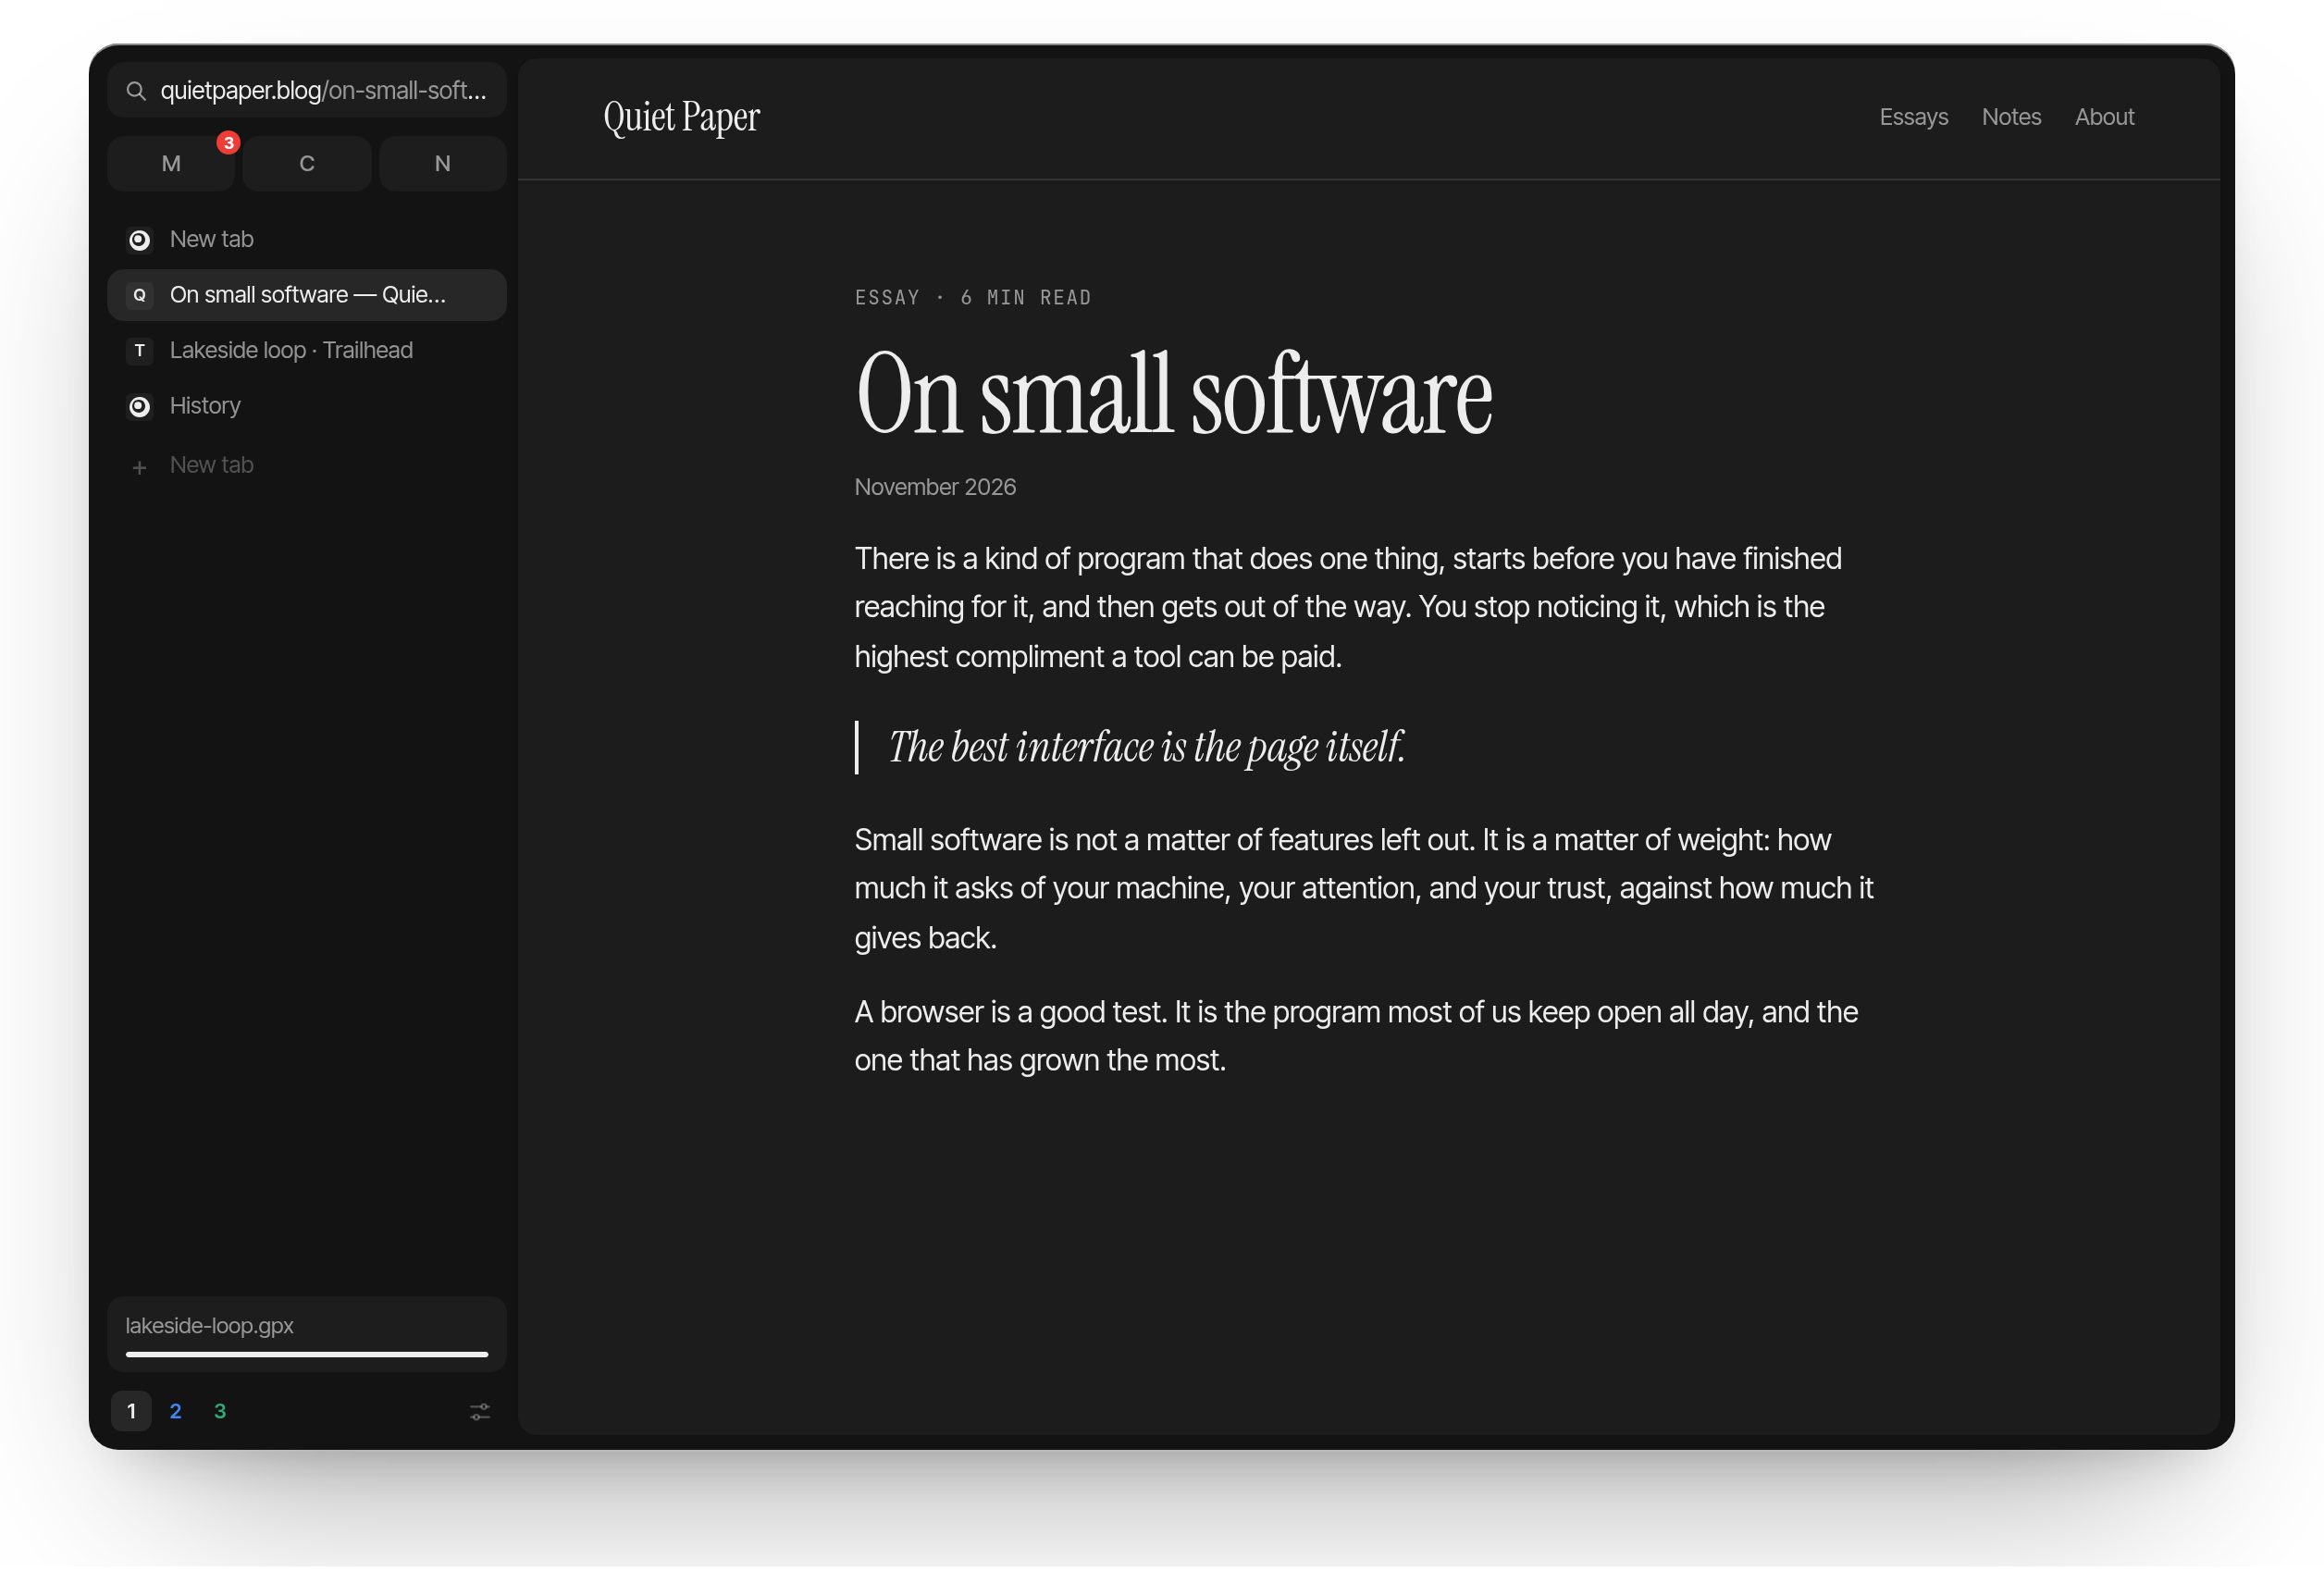 quietpaper.blog/on-small-soft...
M
3
C
N
New tab
Q
On small software — Quie...
T
Lakeside loop · Trailhead
History
+ New tab
lakeside-loop.gpx
1
2
3
Quiet Paper
Essays
Notes
About
ESSAY · 6 MIN READ
On small software
November 2026
There is a kind of program that does one thing, starts before you have finished
reaching for it, and then gets out of the way. You stop noticing it, which is the
highest compliment a tool can be paid.
The best interface is the page itself.
Small software is not a matter of features left out. It is a matter of weight: how
much it asks of your machine, your attention, and your trust, against how much it
gives back.
A browser is a good test. It is the program most of us keep open all day, and the
one that has grown the most.